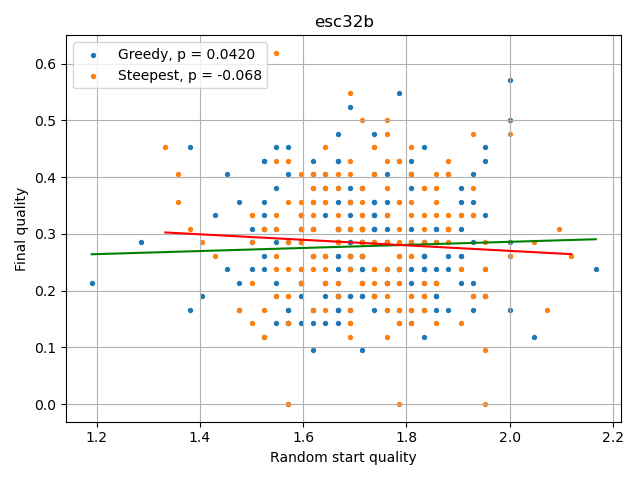 esc32b
Greedy, p = 0.0420
Steepest, p = -0.068
Final quality
0.6
0.5
0.4
0.3
0.2
0.1
0.0
1.2 1.4 1.6 1.8 2.0 2.2
Random start quality